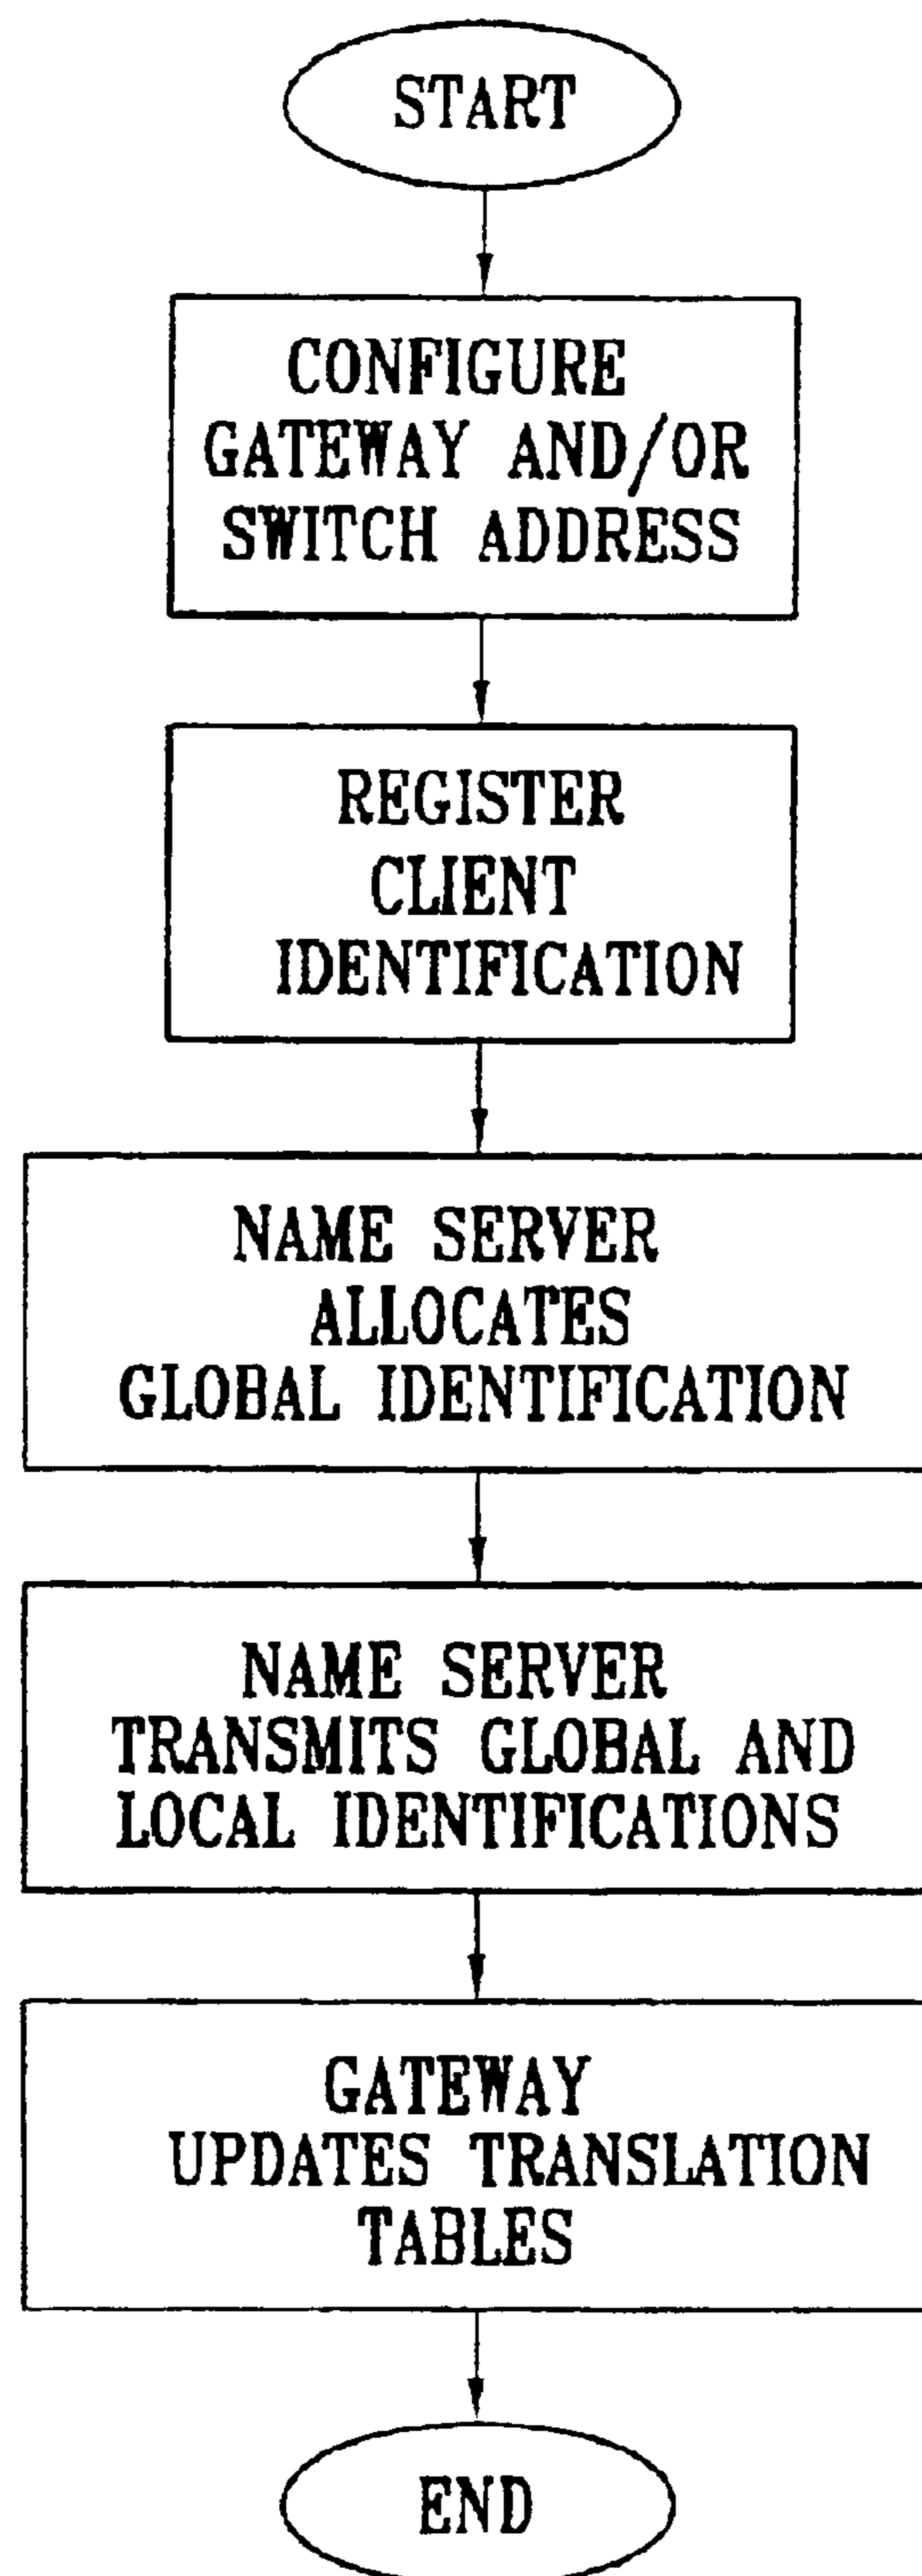 START
CONFIGURE
GATEWAY AND/OR
SWITCH ADDRESS
REGISTER
CLIENT
IDENTIFICATION
NAME SERVER
ALLOCATES
GLOBAL IDENTIFICATION
NAME SERVER
TRANSMITS GLOBAL AND
LOCAL IDENTIFICATIONS
GATEWAY
UPDATES TRANSLATION
TABLES
END